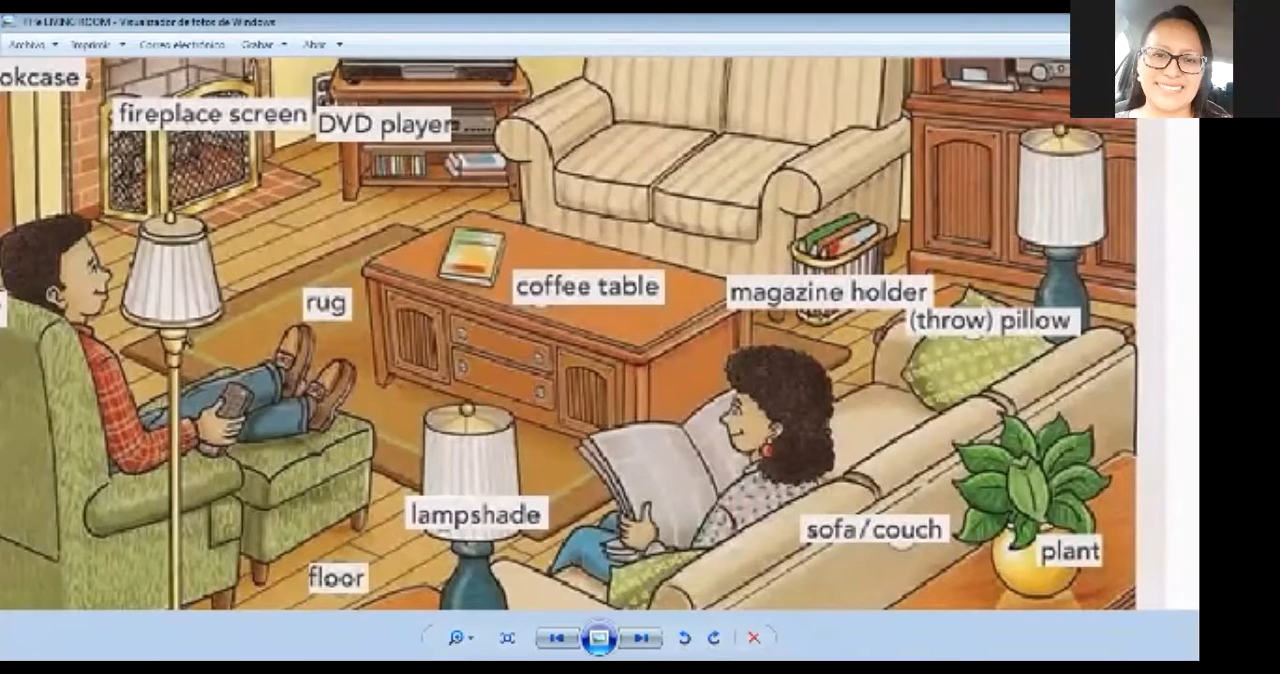 THE LIVING ROOM - Visualizador de fotos de Windows
Archivo Imprimir Correo electrónico Grabar Abrir
okcase
fireplace screen
DVD player
rug
coffee table
magazine holder
(throw) pillow
lampshade
sofa/couch
plant
floor